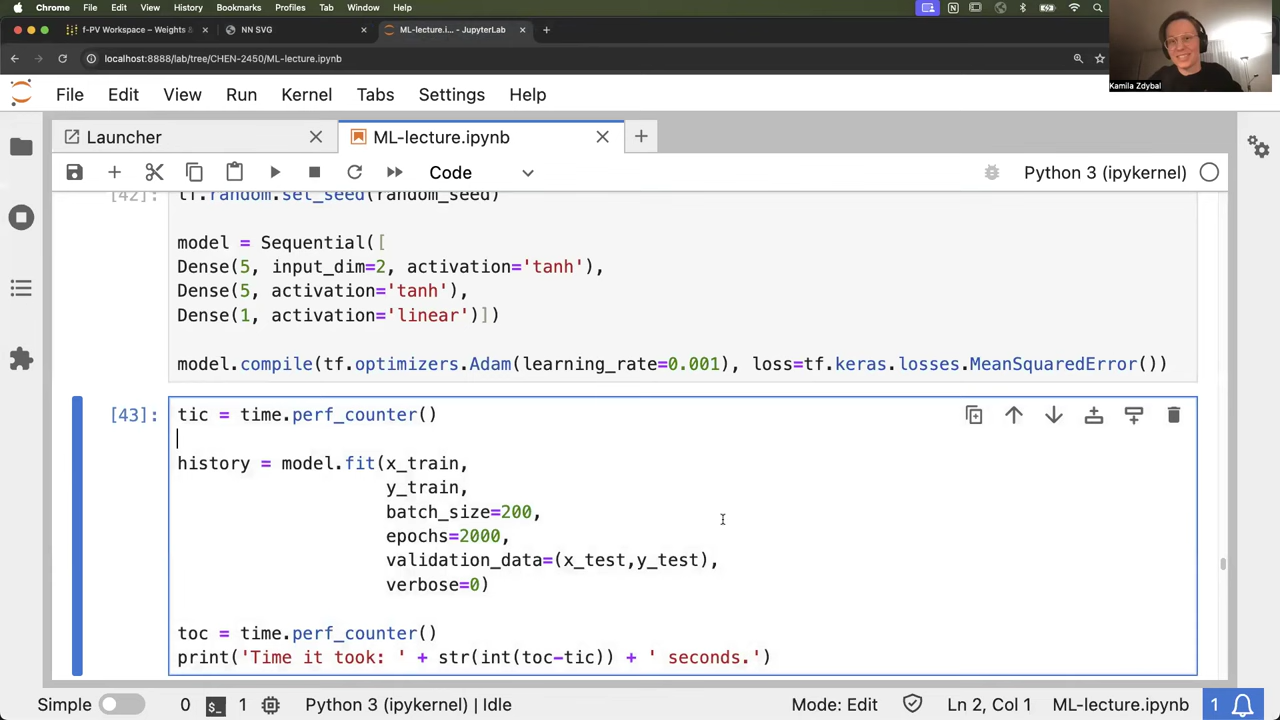 Chrome File Edit View History Bookmarks Profiles Tab Window Help
f-PV Workspace – Weights &
NN SVG
ML-lecture.i... - JupyterLab
localhost:8888/lab/tree/CHEN-2450/ML-lecture.ipynb
Kamila Zdybal
File Edit View Run Kernel Tabs Settings Help
Launcher
ML-lecture.ipynb
Code
Python 3 (ipykernel)
[42]: tf.random.set_seed(random_seed)
model = Sequential([
Dense(5, input_dim=2, activation='tanh'),
Dense(5, activation='tanh'),
Dense(1, activation='linear')])
model.compile(tf.optimizers.Adam(learning_rate=0.001), loss=tf.keras.losses.MeanSquaredError())
[43]: tic = time.perf_counter()
history = model.fit(x_train,
y_train,
batch_size=200,
epochs=2000,
validation_data=(x_test,y_test),
verbose=0)
toc = time.perf_counter()
print('Time it took: ' + str(int(toc-tic)) + ' seconds.')
Simple 0 $_ 1 Python 3 (ipykernel) | Idle Mode: Edit Ln 2, Col 1 ML-lecture.ipynb 1